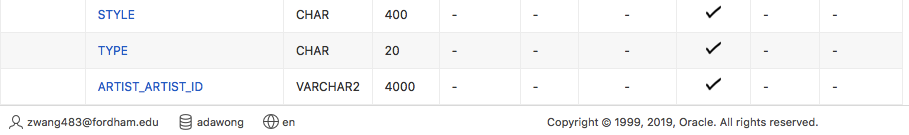 STYLE CHAR 400 - - - - -
TYPE CHAR 20 - - - - -
ARTIST_ARTIST_ID VARCHAR2 4000 - - - - -
zwang483@fordham.edu adawong en Copyright © 1999, 2019, Oracle. All rights reserved.